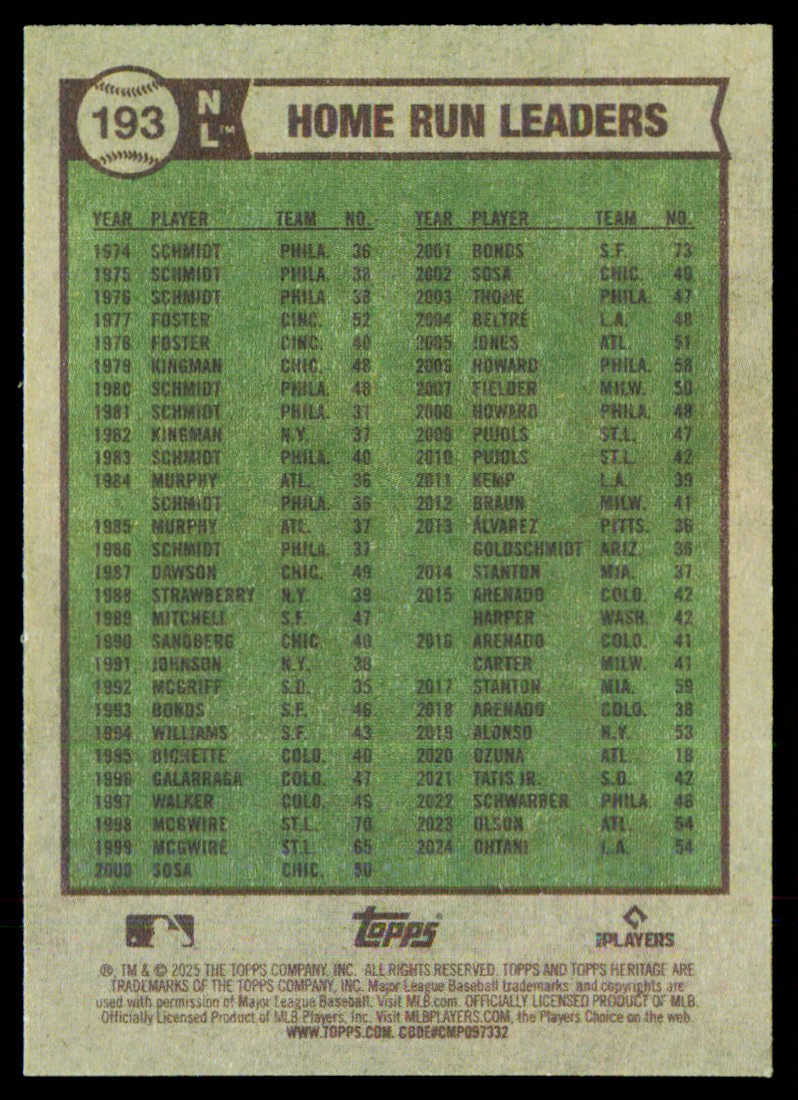 193 NL™ HOME RUN LEADERS
YEAR PLAYER TEAM NO.
1974 SCHMIDT PHILA. 36
1975 SCHMIDT PHILA. 38
1976 SCHMIDT PHILA. 38
1977 FOSTER CINC. 52
1978 FOSTER CINC. 40
1979 KINGMAN CHIC. 48
1980 SCHMIDT PHILA. 48
1981 SCHMIDT PHILA. 31
1982 KINGMAN N.Y. 37
1983 SCHMIDT PHILA. 40
1984 MURPHY ATL. 36
SCHMIDT PHILA. 36
1985 MURPHY ATL. 37
1986 SCHMIDT PHILA. 37
1987 DAWSON CHIC. 49
1988 STRAWBERRY N.Y. 39
1989 MITCHELL S.F. 47
1990 SANDBERG CHIC. 40
1991 JOHNSON N.Y. 38
1992 MCGRIFF S.D. 35
1993 BONDS S.F. 46
1994 WILLIAMS S.F. 43
1995 BICHETTE COLO. 40
1996 GALARRAGA COLO. 47
1997 WALKER COLO. 49
1998 MCGWIRE ST.L. 70
1999 MCGWIRE ST.L. 65
2000 SOSA CHIC. 50
YEAR PLAYER TEAM NO.
2001 BONDS S.F. 73
2002 SOSA CHIC. 49
2003 THOME PHILA. 47
2004 BELTRÉ L.A. 48
2005 JONES ATL. 51
2006 HOWARD PHILA. 58
2007 FIELDER MILW. 50
2008 HOWARD PHILA. 48
2009 PUJOLS ST.L. 47
2010 PUJOLS ST.L. 42
2011 KEMP L.A. 39
2012 BRAUN MILW. 41
2013 ÁLVAREZ PITTS. 36
GOLDSCHMIDT ARIZ. 36
2014 STANTON MIA. 37
2015 ARENADO COLO. 42
HARPER WASH. 42
2016 ARENADO COLO. 41
CARTER MILW. 41
2017 STANTON MIA. 59
2018 ARENADO COLO. 38
2019 ALONSO N.Y. 53
2020 OZUNA ATL. 18
2021 TATIS JR. S.D. 42
2022 SCHWARBER PHILA. 46
2023 OLSON ATL. 54
2024 OHTANI L.A. 54
Topps
PLAYERS
®, TM & © 2025 THE TOPPS COMPANY, INC. ALL RIGHTS RESERVED. TOPPS AND TOPPS HERITAGE ARE
TRADEMARKS OF THE TOPPS COMPANY, INC. Major League Baseball trademarks and copyrights are
used with permission of Major League Baseball. Visit MLB.com. OFFICIALLY LICENSED PRODUCT OF MLB
Officially Licensed Product of MLB Players, Inc. Visit MLBPLAYERS.COM, the Players Choice on the web.
WWW.TOPPS.COM. CODE#CMP097332